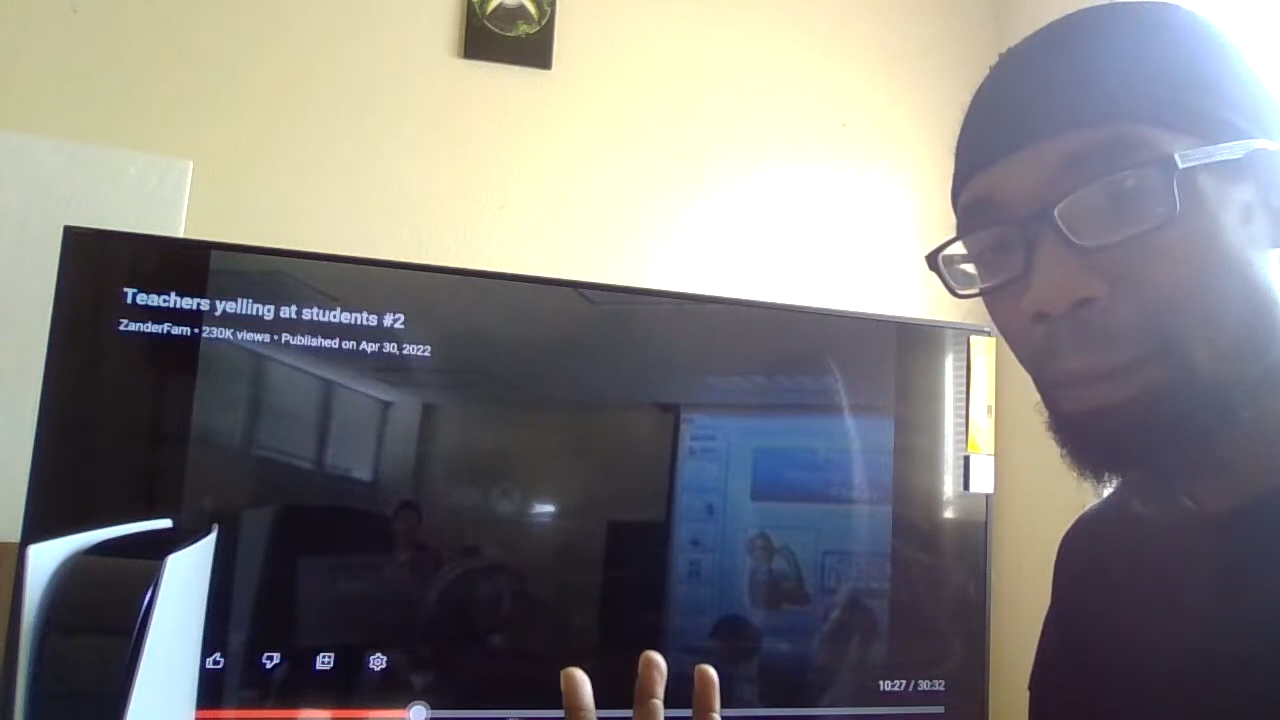 Teachers yelling at students #2
ZanderFam • 230K views • Published on Apr 30, 2022
10:27 / 30:32